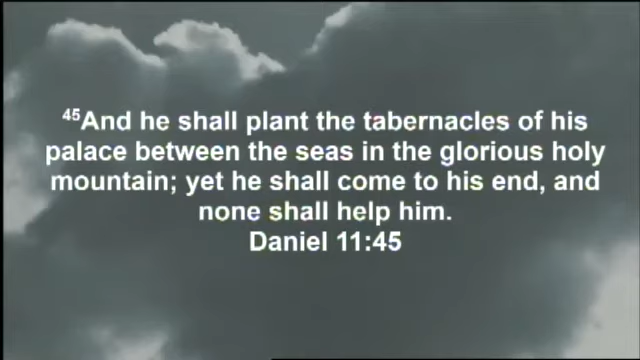 ⁴⁵And he shall plant the tabernacles of his
palace between the seas in the glorious holy
mountain; yet he shall come to his end, and
none shall help him.
Daniel 11:45